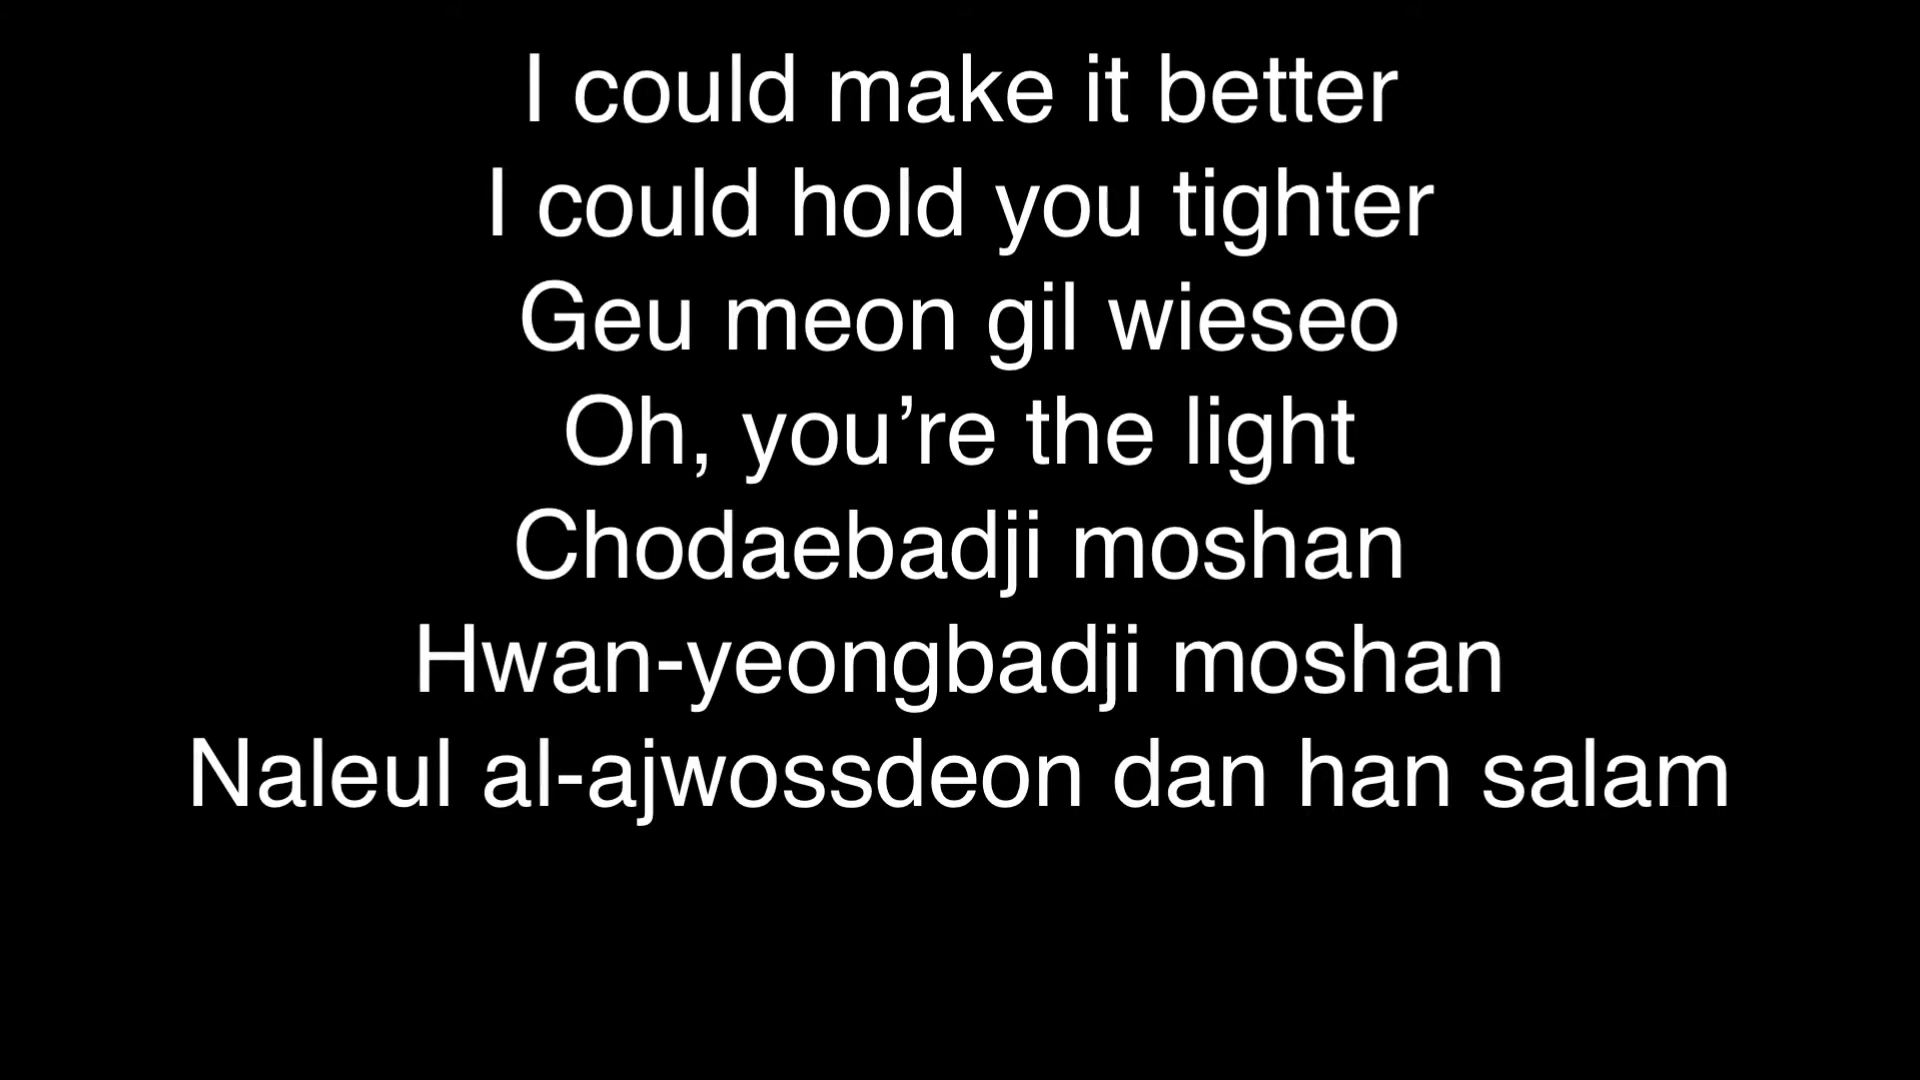 I could make it better
I could hold you tighter
Geu meon gil wieseo
Oh, you’re the light
Chodaebadji moshan
Hwan-yeongbadji moshan
Naleul al-ajwossdeon dan han salam